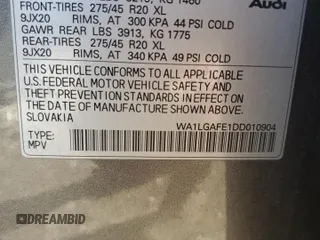 FRONT-TIRES 275/45 R20 XL
Audi
9JX20 RIMS, AT 300 KPA 44 PSI COLD
GAWR REAR LBS 3913, KG 1775
REAR-TIRES 275/45 R20 XL
9JX20 RIMS, AT 340 KPA 49 PSI COLD
THIS VEHICLE CONFORMS TO ALL APPLICABLE
U.S. FEDERAL MOTOR VEHICLE SAFETY AND
THEFT PREVENTION STANDARDS IN EFFECT ON THE
DATE OF MANUFACTURE SHOWN ABOVE.
SLOVAKIA
TYPE: WA1LGAFE1DD010904
MPV
DREAMBID